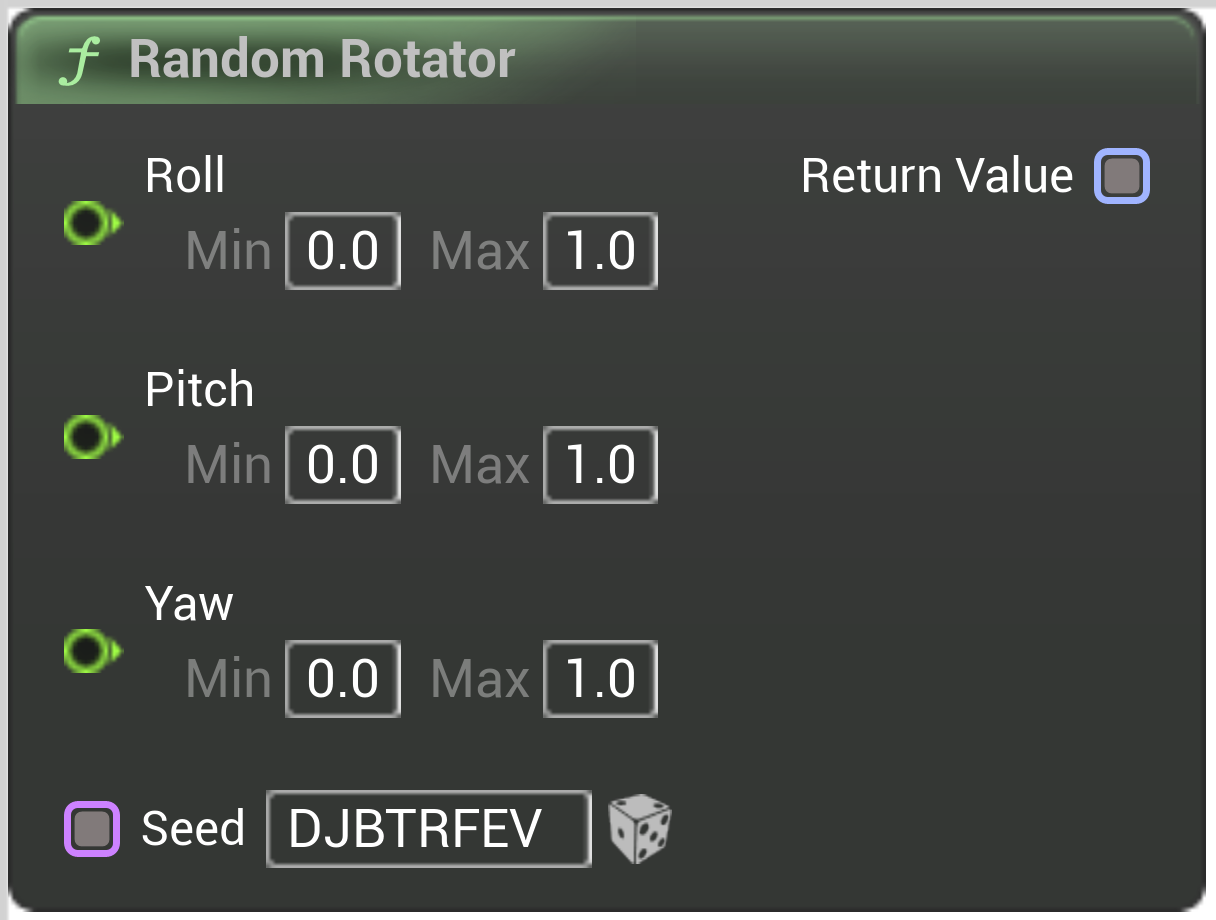 Random Rotator
Roll Return Value
Min 0.0 Max 1.0
Pitch
Min 0.0 Max 1.0
Yaw
Min 0.0 Max 1.0
Seed DJBTRFEV